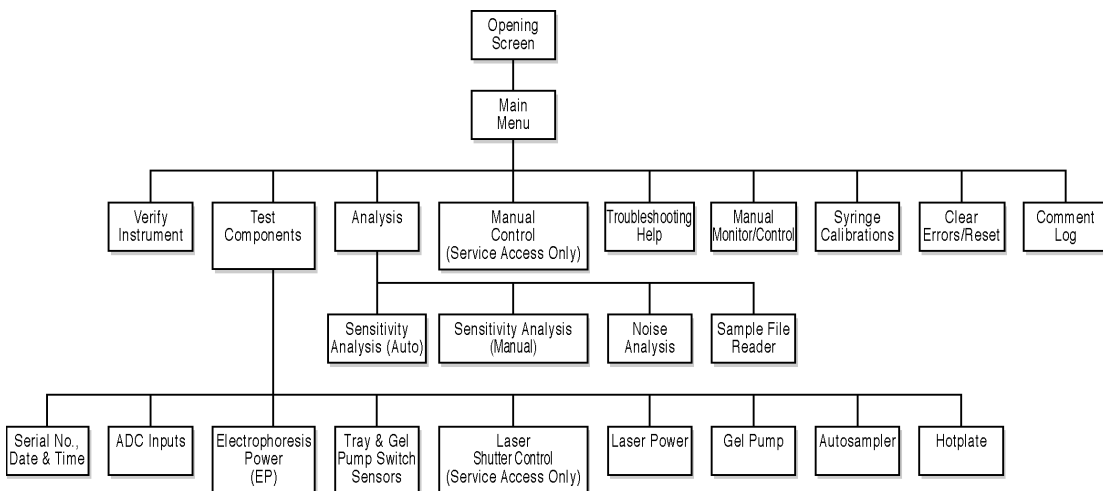 Opening
Screen
Main
Menu
Verify
Instrument
Test
Components
Analysis
Manual
Control
(Service Access Only)
Troubleshooting
Help
Manual
Monitor/Control
Syringe
Calibrations
Clear
Errors/Reset
Comment
Log
Sensitivity
Analysis (Auto)
Sensitivity Analysis
(Manual)
Noise
Analysis
Sample File
Reader
Serial No.,
Date & Time
ADC Inputs
Electrophoresis
Power
(EP)
Tray & Gel
Pump Switch
Sensors
Laser
Shutter Control
(Service Access Only)
Laser Power
Gel Pump
Autosampler
Hotplate